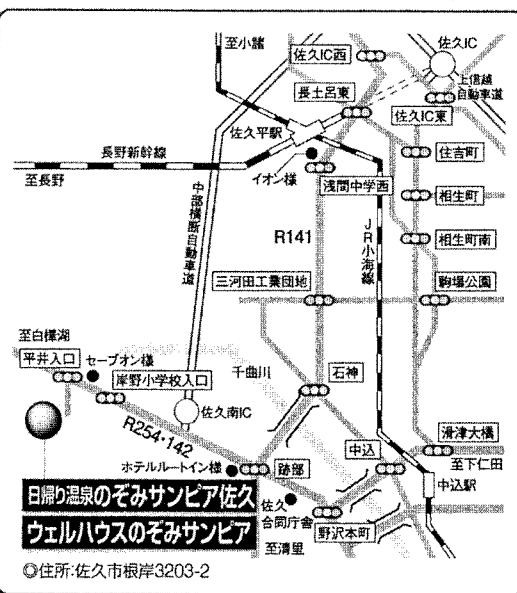 至小諸
佐久IC西
佐久IC
上信越
自動車道
長土呂東
佐久IC東
佐久平駅
住吉町
長野新幹線
至長野
イオン様
浅間中学西
中部横断自動車道
相生町
R141
JR小海線
相生町南
三河田工業団地
駒場公園
至白樺湖
平井入口
セーブオン様
千曲川
岸野小学校入口
石神
佐久南IC
R254・142
滑津大橋
中込
至下仁田
ホテルルートイン様
跡部
中込駅
日帰り温泉のぞみサンピア佐久
ウェルハウスのぞみサンピア
佐久
合同庁舎
野沢本町
至清里
◎住所:佐久市根岸3203-2